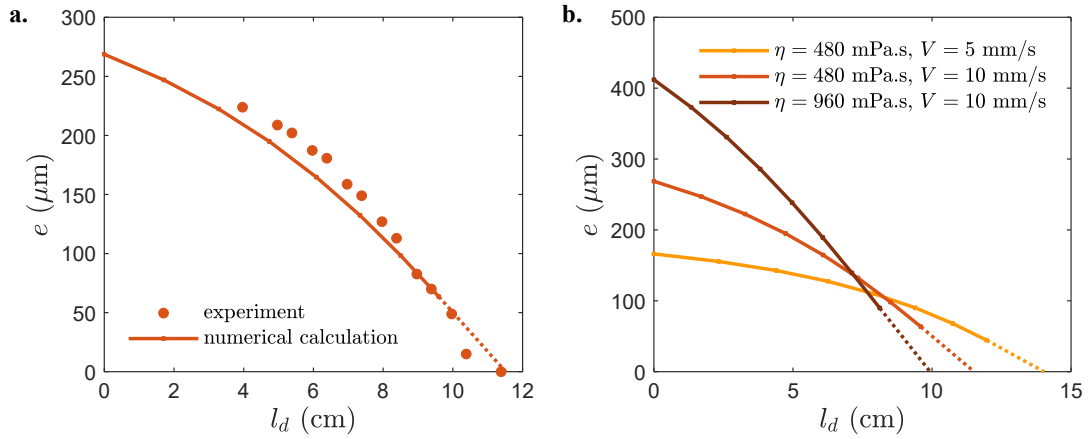 a.
300
250
200
150
100
50
0
e (μm)
experiment
numerical calculation
0 2 4 6 8 10 12
l_d (cm)
b.
500
400
300
200
100
0
e (μm)
η = 480 mPa.s, V = 5 mm/s
η = 480 mPa.s, V = 10 mm/s
η = 960 mPa.s, V = 10 mm/s
0 5 10 15
l_d (cm)